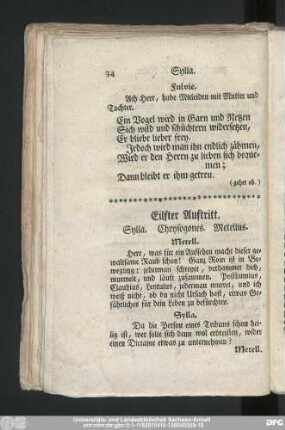 34 Sylla.
Fulvie.
Ach Herr, habe Mitleiden mit Mutter und
Tochter.
Ein Vogel wird in Garn und Netzen
Sich wild und schüchtern widersetzen,
Er bliebe lieber frey.
Jedoch wird man ihn endlich zähmen,
Wird er den Herrn zu lieben sich beque-
men;
Dann bleibt er ihm getreu.
(gehet ab.)
Eilfter Auftritt.
Sylla. Chrysogones. Metellus.
Metell.
Herr, was für ein Aufsehen macht dieser ge-
waltsame Raub schon! Ganz Rom ist in Be-
wegung: jederman schreyet, verdammet dich,
murmelt, und läuft zusammen. Posthumius,
Claudius, Lentulus, jederman murret, und ich
weiß nicht, ob du nicht Ursach hast, etwas Ge-
fährliches für dein Leben zu befürchten.
Sylla.
Da die Person eines Tribuns schon hei-
lig ist, wer solte sich dann wol erdreisten, wider
einen Dictator etwas zu unternehmen?
Metell.
Universitäts- und Landesbibliothek Sachsen-Anhalt
DFG